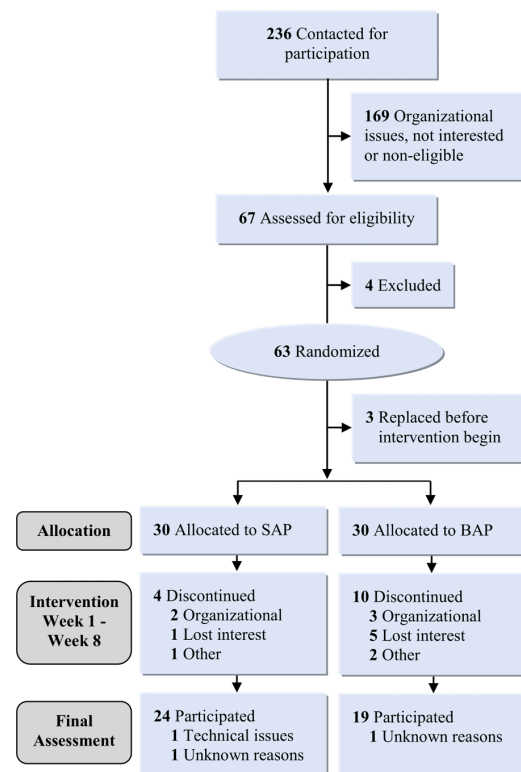 236 Contacted for
participation
169 Organizational
issues, not interested
or non-eligible
67 Assessed for eligibility
4 Excluded
63 Randomized
3 Replaced before
intervention begin
Allocation
30 Allocated to SAP
30 Allocated to BAP
Intervention
Week 1 -
Week 8
4 Discontinued
2 Organizational
1 Lost interest
1 Other
10 Discontinued
3 Organizational
5 Lost interest
2 Other
Final
Assessment
24 Participated
1 Technical issues
1 Unknown reasons
19 Participated
1 Unknown reasons